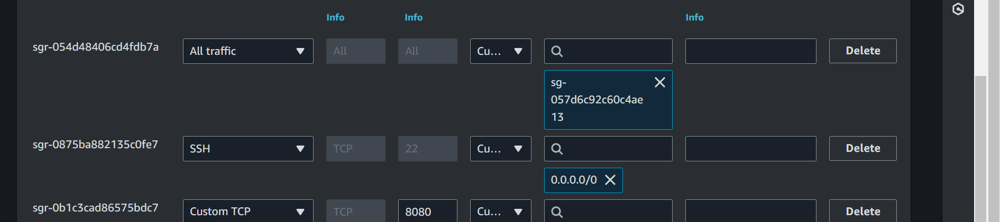 Info Info Info
sgr-054d48406cd4fdb7a All traffic All All Cu... Delete
sg-
057d6c92c60c4ae
13
sgr-0875ba882135c0fe7 SSH TCP 22 Cu... Delete
0.0.0.0/0
sgr-0b1c3cad86575bdc7 Custom TCP TCP 8080 Cu... Delete